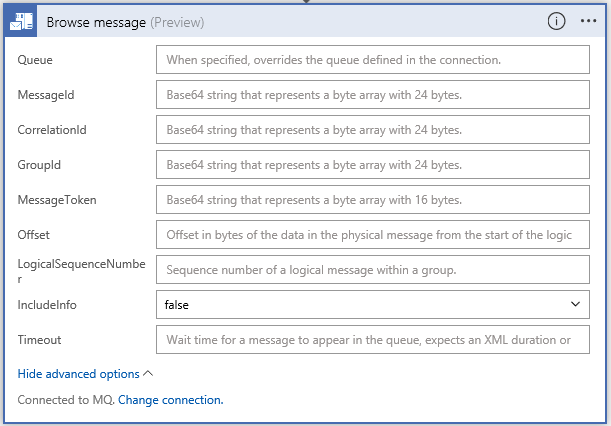 Browse message (Preview)
Queue When specified, overrides the queue defined in the connection.
MessageId Base64 string that represents a byte array with 24 bytes.
CorrelationId Base64 string that represents a byte array with 24 bytes.
GroupId Base64 string that represents a byte array with 24 bytes.
MessageToken Base64 string that represents a byte array with 16 bytes.
Offset Offset in bytes of the data in the physical message from the start of the logic
LogicalSequenceNumbe
r Sequence number of a logical message within a group.
IncludeInfo false
Timeout Wait time for a message to appear in the queue, expects an XML duration or
Hide advanced options
Connected to MQ. Change connection.